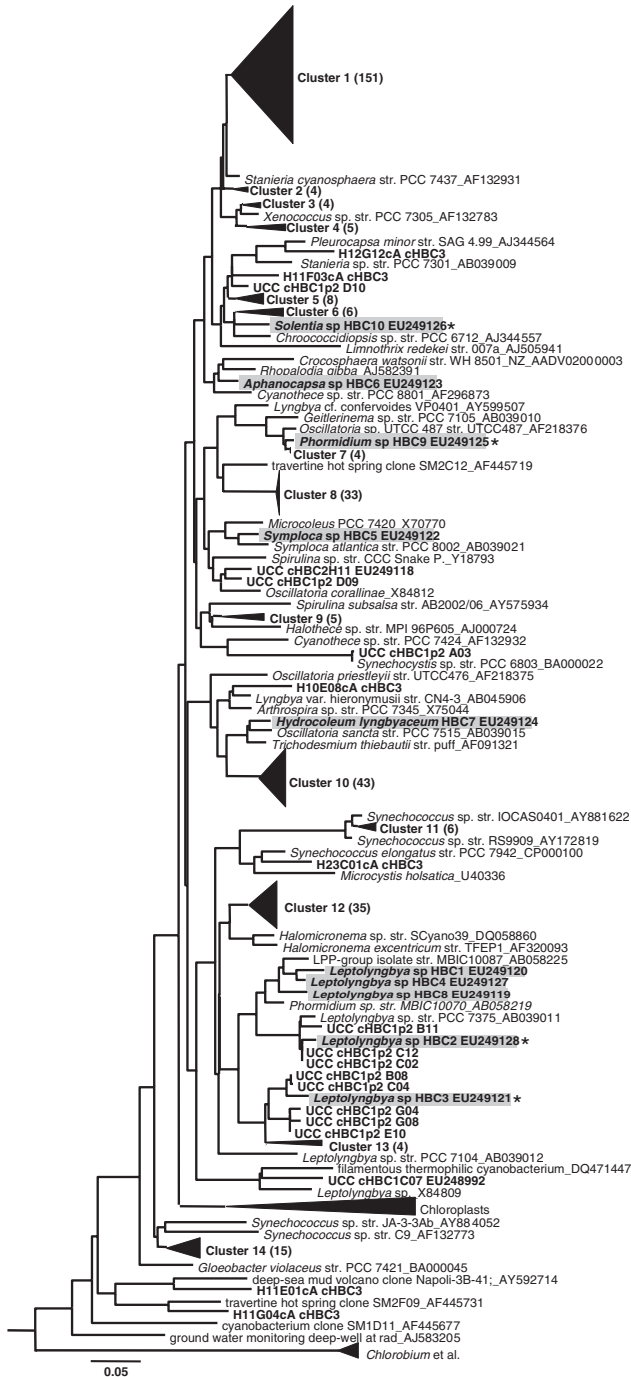 Cluster 1 (151)
Stanieria cyanosphaera str. PCC 7437_AF132931
Cluster 2 (4)
Cluster 3 (4)
Xenococcus sp. str. PCC 7305_AF132783
Cluster 4 (5)
Pleurocapsa minor str. SAG 4.99_AJ344564
H12G12cA cHBC3
Stanieria sp. str. PCC 7301_AB039009
H11F03cA cHBC3
UCC cHBC1p2 D10
Cluster 5 (8)
Cluster 6 (6)
Solentia sp HBC10 EU249126*
Chroococcidiopsis sp. str. PCC 6712_AJ344557
Limnothrix redekei str. 007a_AJ505941
Crocosphaera watsonii str. WH 8501_NZ_AADV02000003
Rhopalodia gibba_AJ582391
Aphanocapsa sp HBC6 EU249123
Cyanothece sp. str. PCC 8801_AF296873
Lyngbya cf. confervoides VP0401_AY599507
Geitlerinema sp. PCC 7105_AB039010
Oscillatoria sp. UTCC 487 str. UTCC487_AF218376
Phormidium sp HBC9 EU249125*
Cluster 7 (4)
travertine hot spring clone SM2C12_AF445719
Cluster 8 (33)
Microcoleus PCC 7420_X70770
Symploca sp HBC5 EU249122
Symploca atlantica str. PCC 8002_AB039021
Spirulina sp. str. CCC Snake P._Y18793
UCC cHBC2H11 EU249118
UCC cHBC1p2 D09
Oscillatoria corallinae_X84812
Spirulina subsalsa str. AB2002/06_AY575934
Cluster 9 (5)
Halothece sp. str. MPI 96P605_AJ000724
Cyanothece sp. PCC 7424_AF132932
UCC cHBC1p2 A03
Synechocystis sp. str. PCC 6803_BA000022
Oscillatoria priestleyii str. UTCC476_AF218375
H10E08cA cHBC3
Lyngbya var. hieronymusii str. CN4-3_AB045906
Arthrospira sp. str. PCC 7345_X75044
Hydrocoleum lyngbyaceum HBC7 EU249124
Oscillatoria sancta str. PCC 7515_AB039015
Trichodesmium thiebautii str. puff_AF091321
Cluster 10 (43)
Synechococcus sp. str. IOCAS0401_AY881622
Cluster 11 (6)
Synechococcus sp. str. RS9909_AY172819
Synechococcus elongatus str. PCC 7942_CP000100
H23C01cA cHBC3
Microcystis holsatica_U40336
Cluster 12 (35)
Halomicronema sp. str. SCyano39_DQ058860
Halomicronema excentricum str. TFEP1_AF320093
LPP-group isolate str. MBIC10087_AB058225
Leptolyngbya sp HBC1 EU249120
Leptolyngbya sp HBC4 EU249127
Leptolyngbya sp HBC8 EU249119
Phormidium sp. str. MBIC10070_AB058219
Leptolyngbya sp. str. PCC 7375_AB039011
UCC cHBC1p2 B11
Leptolyngbya sp HBC2 EU249128*
UCC cHBC1p2 C12
UCC cHBC1p2 C02
UCC cHBC1p2 B08
UCC cHBC1p2 C04
Leptolyngbya sp HBC3 EU249121*
UCC cHBC1p2 G04
UCC cHBC1p2 G08
UCC cHBC1p2 E10
Cluster 13 (4)
Leptolyngbya sp. str. PCC 7104_AB039012
filamentous thermophilic cyanobacterium_DQ471447
UCC cHBC1C07 EU248992
Leptolyngbya sp._X84809
Chloroplasts
Synechococcus sp. str. JA-3-3Ab_AY884052
Synechococcus sp. str. C9_AF132773
Cluster 14 (15)
Gloeobacter violaceus str. PCC 7421_BA000045
deep-sea mud volcano clone Napoli-3B-41;_AY592714
H11E01cA cHBC3
travertine hot spring clone SM2F09_AF445731
H11G04cA cHBC3
cyanobacterium clone SM1D11_AF445677
ground water monitoring deep-well at rad_AJ583205
Chlorobium et al.
0.05